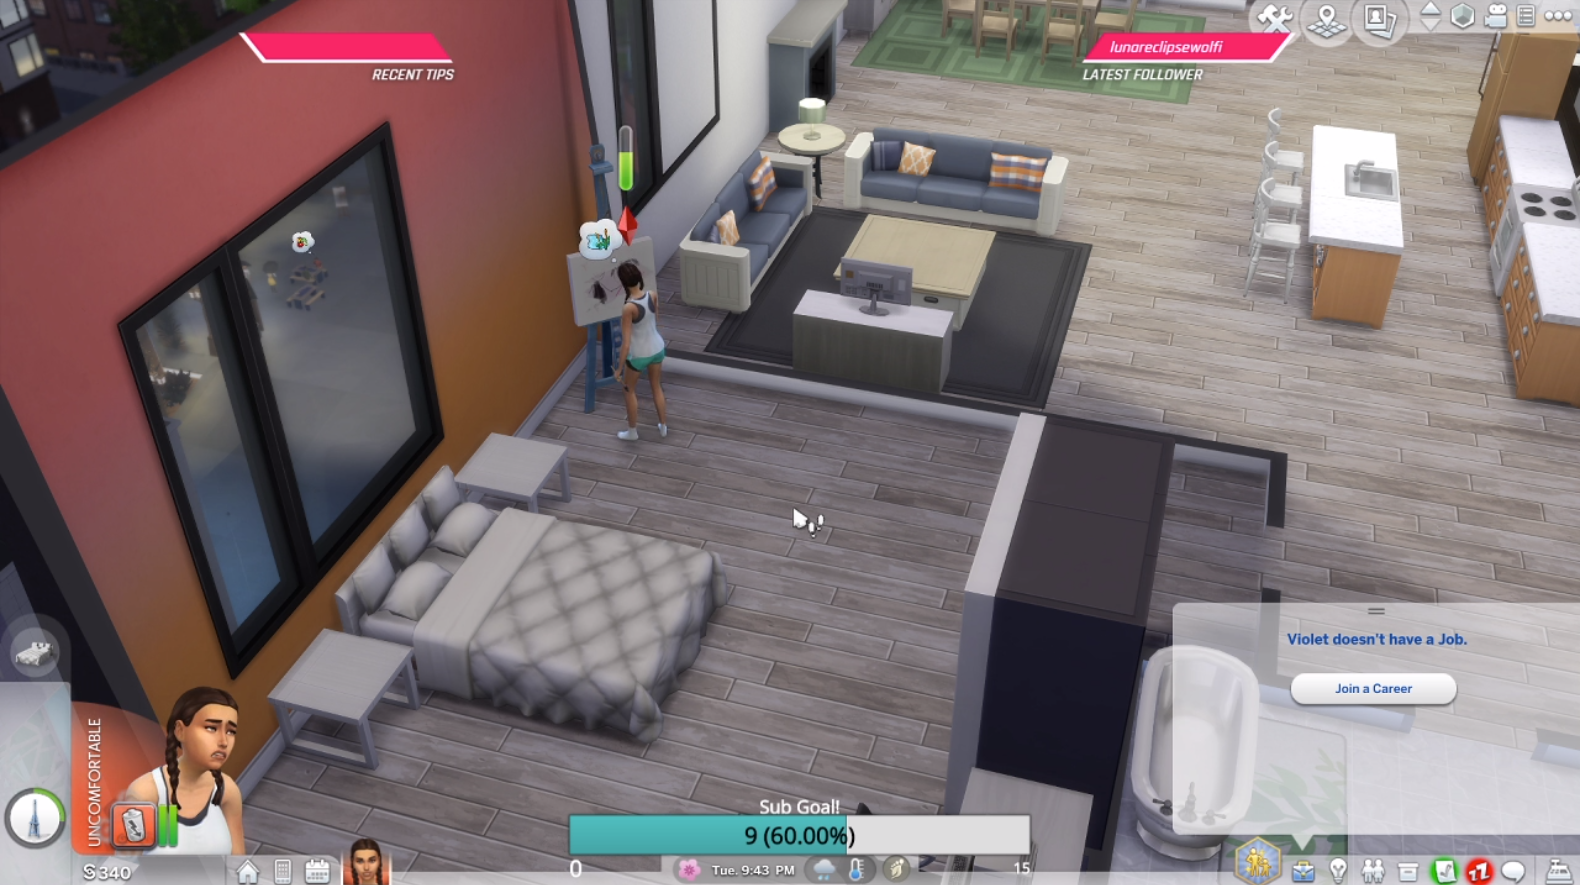 lunareclipsewolfi
RECENT TIPS
LATEST FOLLOWER
Violet doesn't have a Job.
Join a Career
UNCOMFORTABLE
Sub Goal!
9 (60.00%)
0
15
340
Tue. 9:43 PM